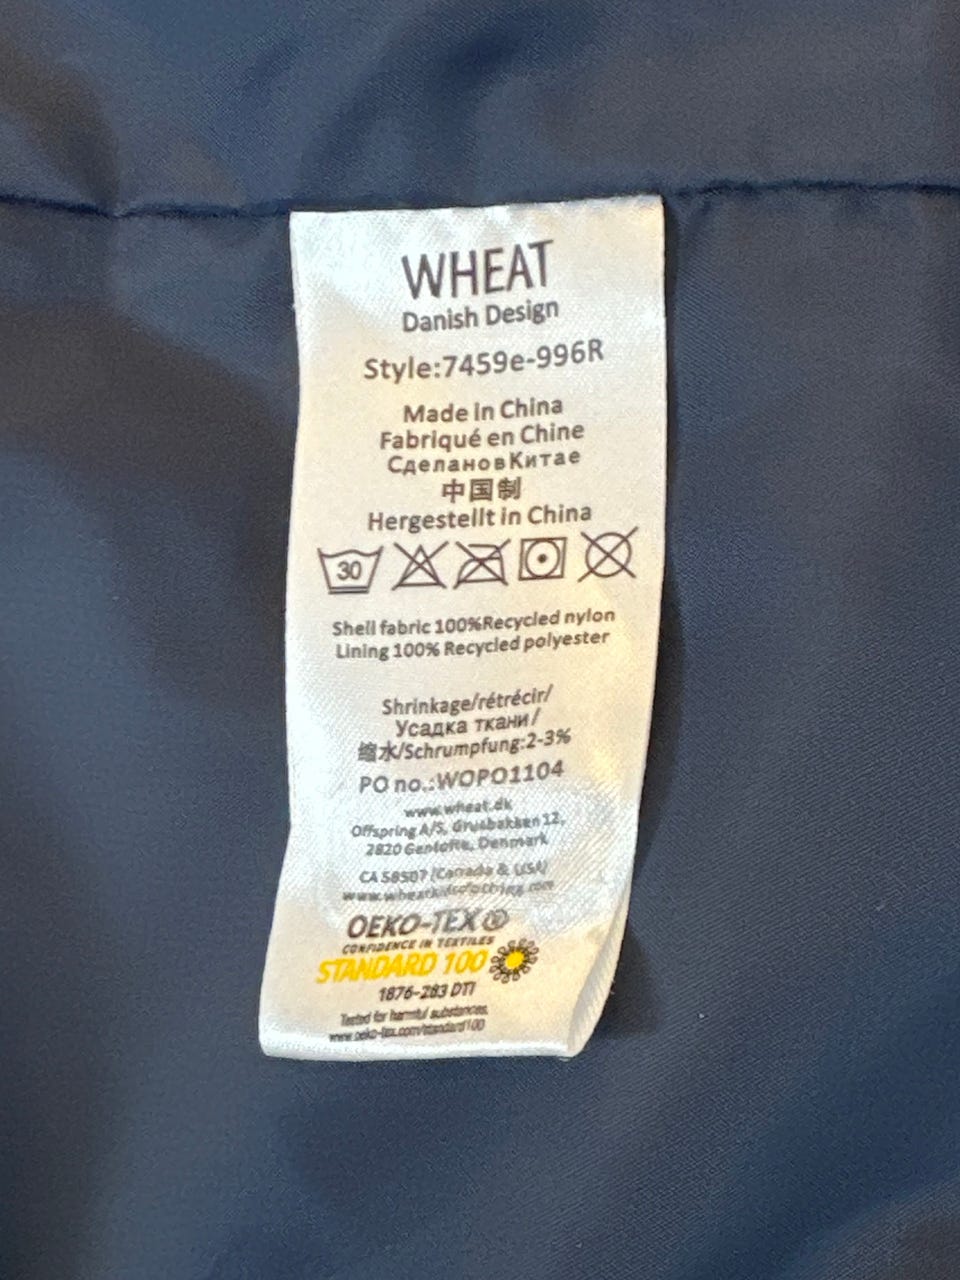 WHEAT
Danish Design
Style:7459e-996R
Made in China
Fabriqué en Chine
СделановКитае
中国制
Hergestellt in China
30
Shell fabric 100%Recycled nylon
Lining 100% Recycled polyester
Shrinkage/rétrécir/
Усадка ткани/
缩水/Schrumpfung:2-3%
PO no.:WOPO1104
www.wheat.dk
Offspring A/S, Grusbakken 12,
2820 Gentofte, Denmark
CA 58507 (Canada & USA)
www.wheatkidsclothing.com
OEKO-TEX®
CONFIDENCE IN TEXTILES
STANDARD 100
1876-283 DTI
Tested for harmful substances.
www.oeko-tex.com/standard100